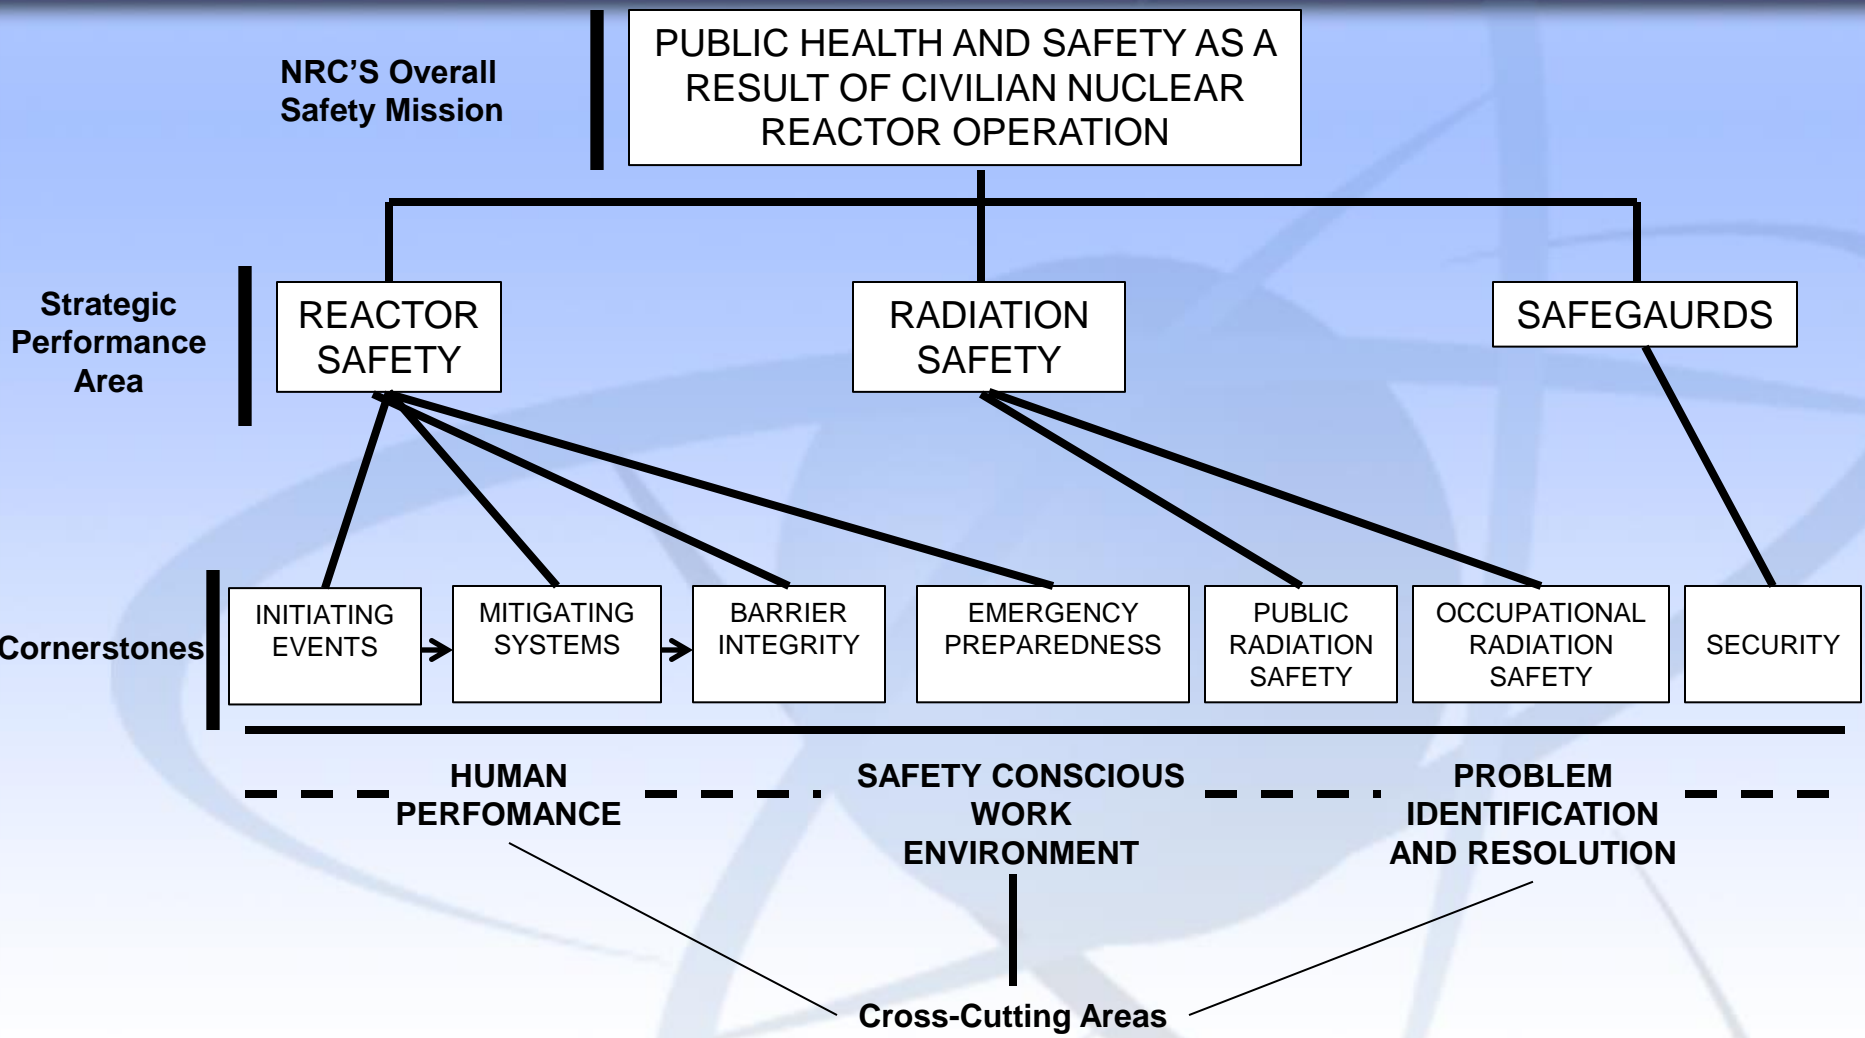 NRC'S Overall
Safety Mission
PUBLIC HEALTH AND SAFETY AS A
RESULT OF CIVILIAN NUCLEAR
REACTOR OPERATION
Strategic
Performance
Area
REACTOR
SAFETY
RADIATION
SAFETY
SAFEGAURDS
Cornerstones
INITIATING
EVENTS
MITIGATING
SYSTEMS
BARRIER
INTEGRITY
EMERGENCY
PREPAREDNESS
PUBLIC
RADIATION
SAFETY
OCCUPATIONAL
RADIATION
SAFETY
SECURITY
HUMAN
PERFOMANCE
SAFETY CONSCIOUS
WORK
ENVIRONMENT
PROBLEM
IDENTIFICATION
AND RESOLUTION
Cross-Cutting Areas